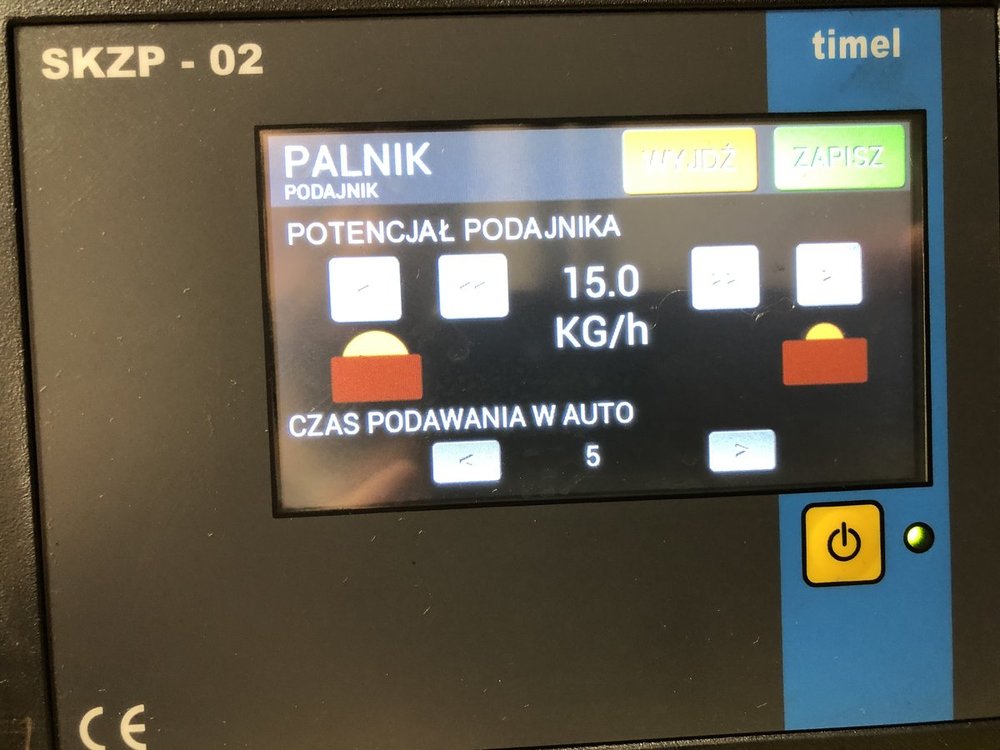 SKZP - 02
timel
PALNIK
PODAJNIK
WYJDŹ
ZAPISZ
POTENCJAŁ PODAJNIKA
<
<<
15.0
>>
>
KG/h
CZAS PODAWANIA W AUTO
<
5
>
CE